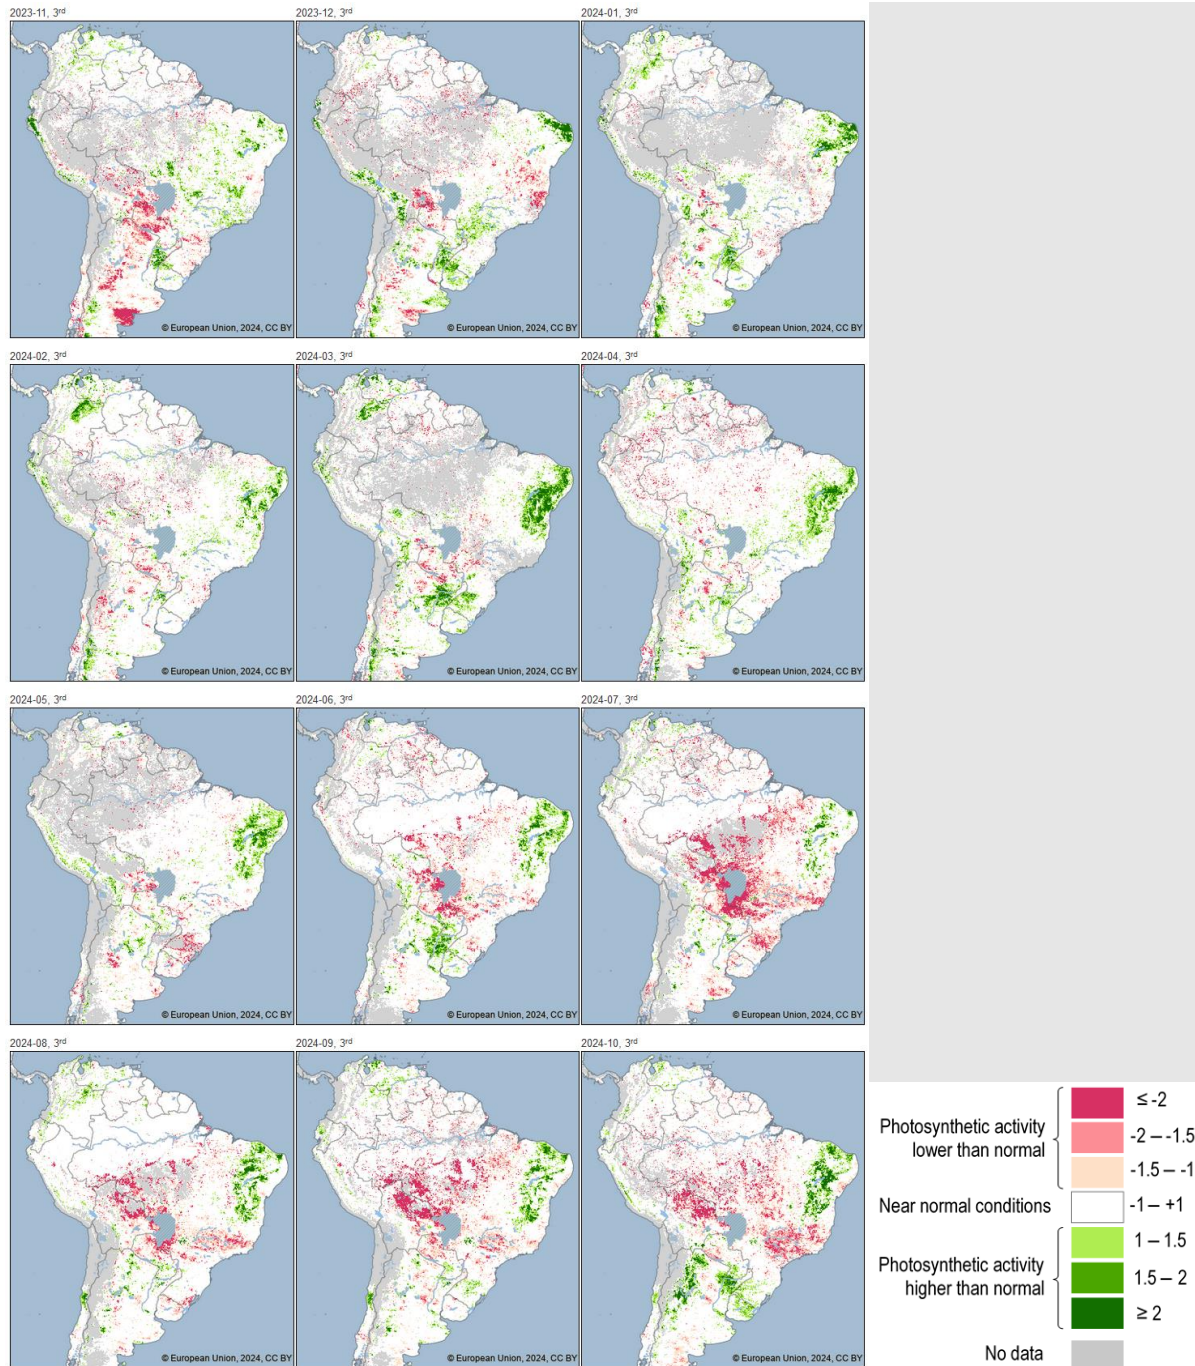 2023-11, 3rd
2023-12, 3rd
2024-01, 3rd
© European Union, 2024, CC BY
© European Union, 2024, CC BY
© European Union, 2024, CC BY
2024-02, 3rd
2024-03, 3rd
2024-04, 3rd
© European Union, 2024, CC BY
© European Union, 2024, CC BY
© European Union, 2024, CC BY
2024-05, 3rd
2024-06, 3rd
2024-07, 3rd
© European Union, 2024, CC BY
© European Union, 2024, CC BY
© European Union, 2024, CC BY
2024-08, 3rd
2024-09, 3rd
2024-10, 3rd
© European Union, 2024, CC BY
© European Union, 2024, CC BY
© European Union, 2024, CC BY
Photosynthetic activity
lower than normal
≤ -2
-2 – -1.5
-1.5 – -1
Near normal conditions
-1 – +1
Photosynthetic activity
higher than normal
1 – 1.5
1.5 – 2
≥ 2
No data